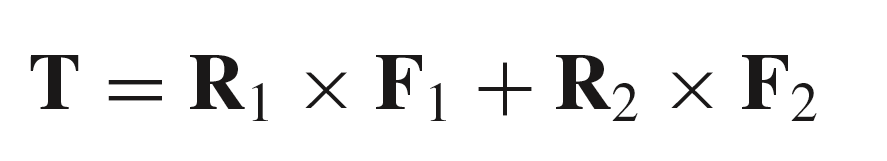 T = R₁ × F₁ + R₂ × F₂